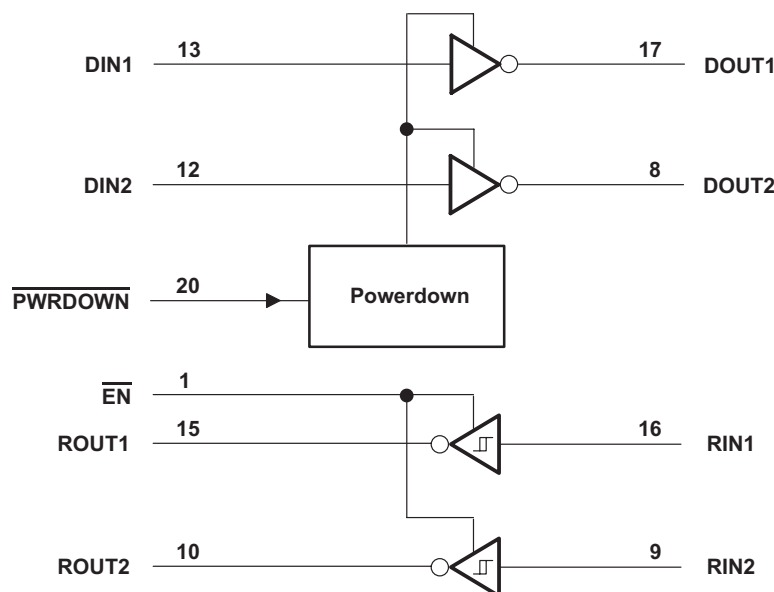 DIN1 13 17 DOUT1
DIN2 12 8 DOUT2
PWRDOWN 20 Powerdown
EN 1
ROUT1 15 16 RIN1
ROUT2 10 9 RIN2